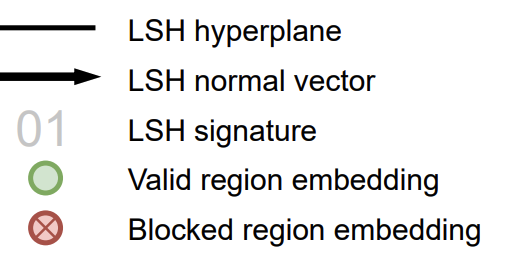 LSH hyperplane
LSH normal vector
01 LSH signature
Valid region embedding
Blocked region embedding